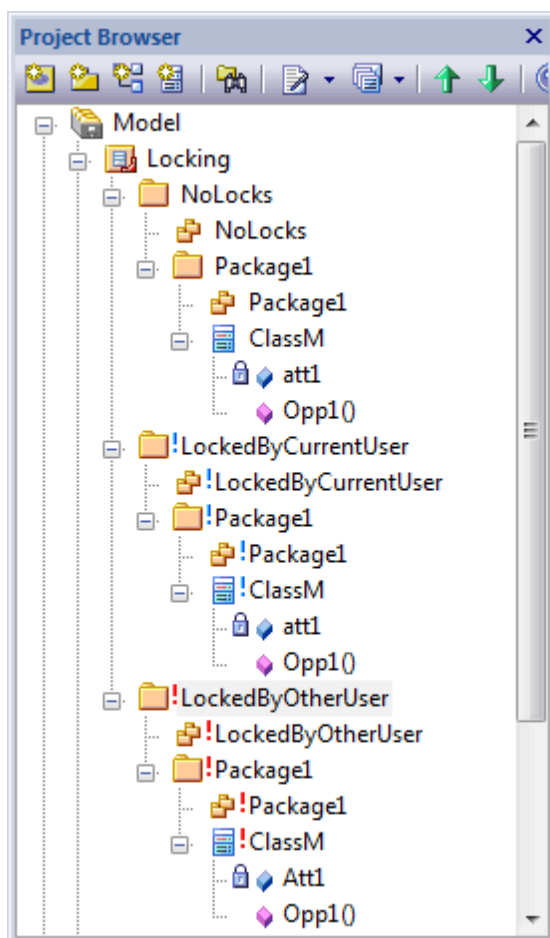 Project Browser
Model
Locking
NoLocks
NoLocks
Package1
Package1
ClassM
att1
Opp1()
!LockedByCurrentUser
!LockedByCurrentUser
!Package1
!Package1
!ClassM
att1
Opp1()
!LockedByOtherUser
!LockedByOtherUser
!Package1
!Package1
!ClassM
Att1
Opp1()